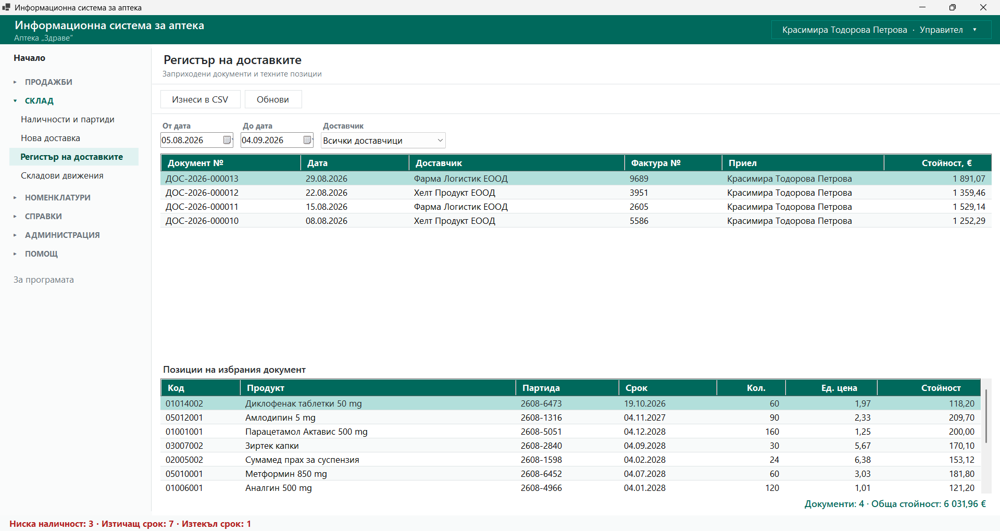 Информационна система за аптека
Информационна система за аптека
Аптека „Здраве“
Красимира Тодорова Петрова · Управител
Начало
ПРОДАЖБИ
СКЛАД
Наличности и партиди
Нова доставка
Регистър на доставките
Складови движения
НОМЕНКЛАТУРИ
СПРАВКИ
АДМИНИСТРАЦИЯ
ПОМОЩ
За програмата
Регистър на доставките
Заприходени документи и техните позиции
Изнеси в CSV Обнови
От дата До дата Доставчик
05.08.2026 04.09.2026 Всички доставчици
Документ № Дата Доставчик Фактура № Приел Стойност, €
ДОС-2026-000013 29.08.2026 Фарма Логистик ЕООД 9689 Красимира Тодорова Петрова 1 891,07
ДОС-2026-000012 22.08.2026 Хелт Продукт ЕООД 3951 Красимира Тодорова Петрова 1 359,46
ДОС-2026-000011 15.08.2026 Фарма Логистик ЕООД 2605 Красимира Тодорова Петрова 1 529,14
ДОС-2026-000010 08.08.2026 Хелт Продукт ЕООД 5586 Красимира Тодорова Петрова 1 252,29
Позиции на избрания документ
Код Продукт Партида Срок Кол. Ед. цена Стойност
01014002 Диклофенак таблетки 50 mg 2608-6473 19.10.2026 60 1,97 118,20
05012001 Амлодипин 5 mg 2608-1316 04.11.2027 90 2,33 209,70
01001001 Парацетамол Актавис 500 mg 2608-5051 04.12.2028 160 1,25 200,00
03007002 Зиртек капки 2608-2840 04.09.2028 30 5,67 170,10
02005002 Сумамед прах за суспензия 2608-1598 04.02.2028 24 6,38 153,12
05010001 Метформин 850 mg 2608-6452 04.07.2028 60 3,03 181,80
01006001 Аналгин 500 mg 2608-4966 04.01.2028 120 1,01 121,20
Документи: 4 · Обща стойност: 6 031,96 €
Ниска наличност: 3 · Изтичащ срок: 7 · Изтекъл срок: 1